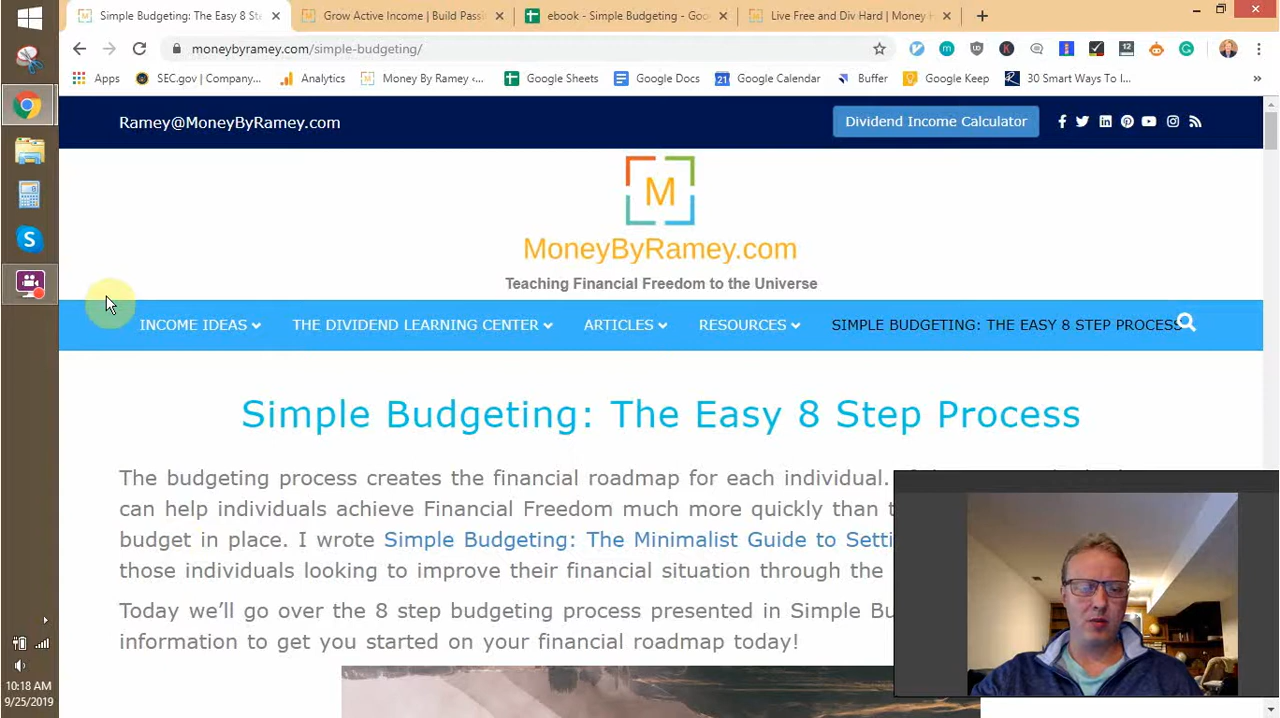 Simple Budgeting: The Easy 8 St
Grow Active Income | Build Pass
ebook - Simple Budgeting - Goo
Live Free and Div Hard | Money
moneybyramey.com/simple-budgeting/
Apps
SEC.gov | Company...
Analytics
Money By Ramey ‹...
Google Sheets
Google Docs
Google Calendar
Buffer
Google Keep
30 Smart Ways To I...
Ramey@MoneyByRamey.com
Dividend Income Calculator
M
MoneyByRamey.com
Teaching Financial Freedom to the Universe
INCOME IDEAS
THE DIVIDEND LEARNING CENTER
ARTICLES
RESOURCES
SIMPLE BUDGETING: THE EASY 8 STEP PROCESS
Simple Budgeting: The Easy 8 Step Process
The budgeting process creates the financial roadmap for each individual.
can help individuals achieve Financial Freedom much more quickly than
budget in place. I wrote Simple Budgeting: The Minimalist Guide to Setti
those individuals looking to improve their financial situation through the
Today we'll go over the 8 step budgeting process presented in Simple Bu
information to get you started on your financial roadmap today!
10:18 AM
9/25/2019